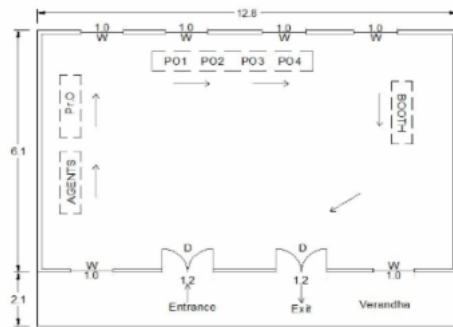 12.8
1.0 1.0 1.0 1.0
W W W W
PO1 PO2 PO3 PO4
Pr.O
BOOTH
6.1
AGENTS
D D
W W
1.0 1.2 1.2 1.0
2.1
Entrance Exit Verandha